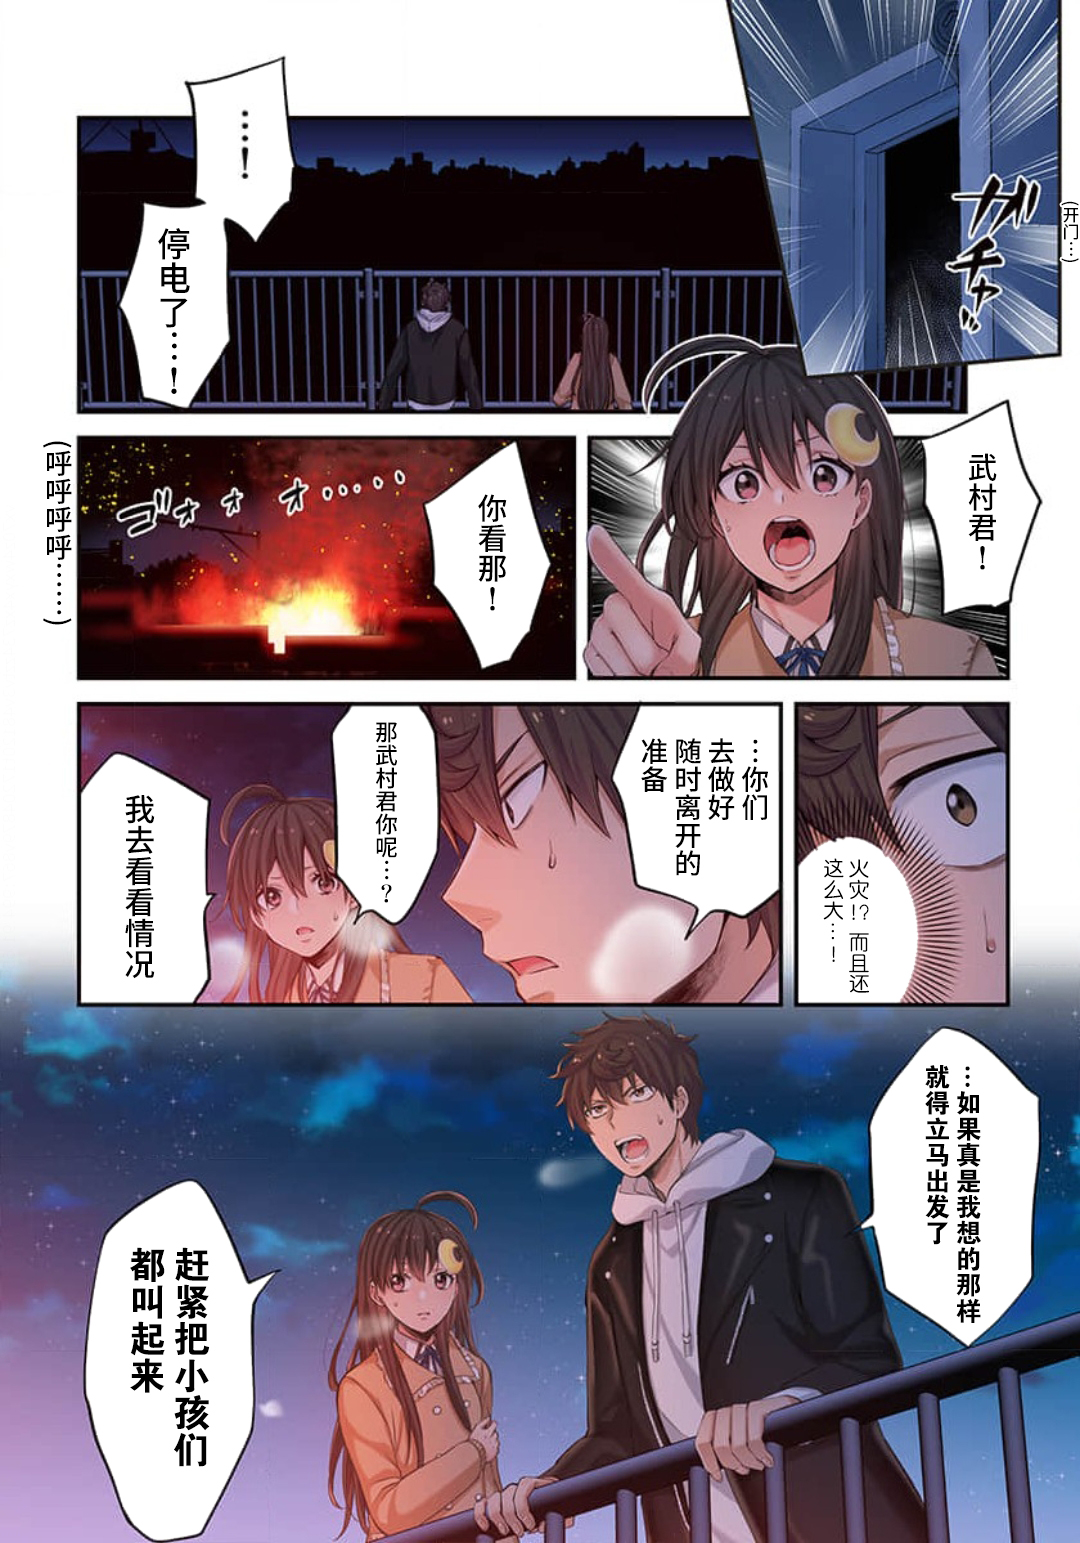 (开门…)
ガチャ
…！
停电了……！
武村君！
你看那！
ゴォォォ……
(呼呼呼呼……)
火灾!? 而且还
这么大…！
…你们
去做好
随时离开的
准备
那武村君你呢…？
我去看看情况
…如果真是我想的那样
就得立马出发了
赶紧把小孩们
都叫起来